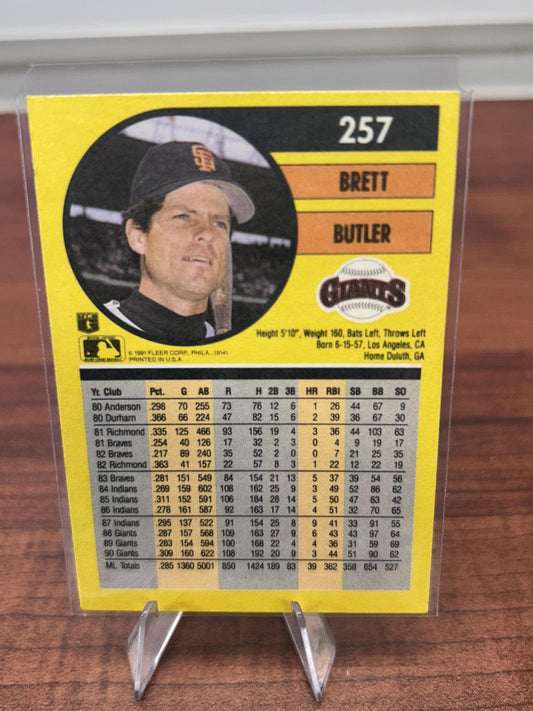 257
BRETT
BUTLER
SF
GIANTS
Height 5'10", Weight 160, Bats Left, Throws Left
Born 6-15-57, Los Angeles, CA
Home Duluth, GA
© 1991 FLEER CORP., PHILA., 19141
PRINTED IN U.S.A.
Yr. Club Pct. G AB R H 2B 3B HR RBI SB BB SO
80 Anderson .298 70 255 73 76 12 6 1 26 44 67 9
80 Durham .366 66 224 47 82 15 6 2 39 36 67 30
81 Richmond .335 125 466 93 156 19 4 3 36 44 103 63
81 Braves .254 40 126 17 32 2 3 0 4 9 19 17
82 Braves .217 89 240 35 52 2 0 0 7 21 25 35
82 Richmond .363 41 157 22 57 8 3 1 22 12 22 19
83 Braves .281 151 549 84 154 21 13 5 37 39 54 56
84 Indians .269 159 602 108 162 25 9 3 49 52 86 62
85 Indians .311 152 591 106 184 28 14 5 50 47 63 42
86 Indians .278 161 587 92 163 17 14 4 51 32 70 65
87 Indians .295 137 522 91 154 25 8 9 41 33 91 55
88 Giants .287 157 568 109 163 27 9 6 43 43 97 64
89 Giants .283 154 594 100 168 22 4 4 36 31 59 69
90 Giants .309 160 622 108 192 20 9 3 44 51 90 62
ML Totals .285 1360 5001 850 1424 189 83 39 362 358 654 527